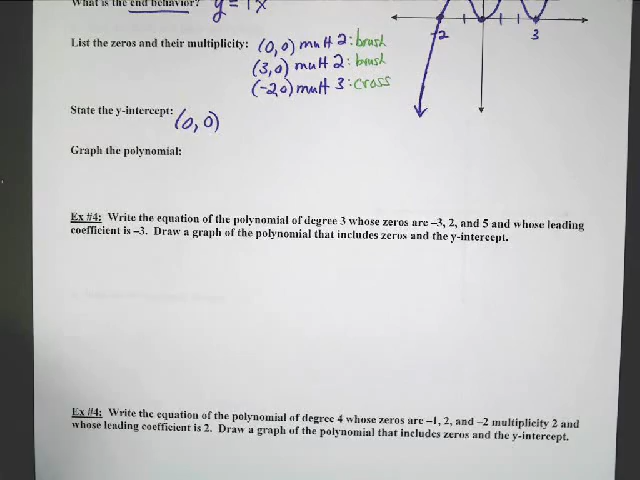 What is the end behavior? y = 1x
List the zeros and their multiplicity: (0,0) mult 2: brush
(3,0) mult 2: brush
(-2,0) mult 3: cross
-2 3
State the y-intercept: (0,0)
Graph the polynomial:
Ex #4: Write the equation of the polynomial of degree 3 whose zeros are –3, 2, and 5 and whose leading
coefficient is –3. Draw a graph of the polynomial that includes zeros and the y-intercept.
Ex #4: Write the equation of the polynomial of degree 4 whose zeros are –1, 2, and –2 multiplicity 2 and
whose leading coefficient is 2. Draw a graph of the polynomial that includes zeros and the y-intercept.